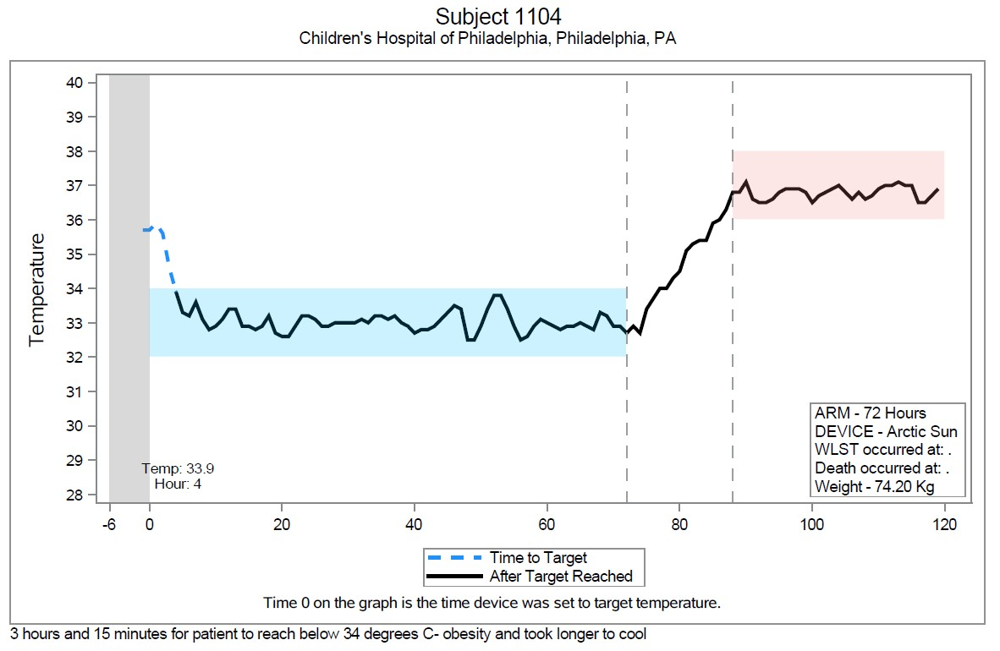 Subject 1104
Children's Hospital of Philadelphia, Philadelphia, PA
Temperature
40
39
38
37
36
35
34
33
32
31
30
29
28
Temp: 33.9
Hour: 4
ARM - 72 Hours
DEVICE - Arctic Sun
WLST occurred at: .
Death occurred at: .
Weight - 74.20 Kg
-6 0 20 40 60 80 100 120
Time to Target
After Target Reached
Time 0 on the graph is the time device was set to target temperature.
3 hours and 15 minutes for patient to reach below 34 degrees C- obesity and took longer to cool